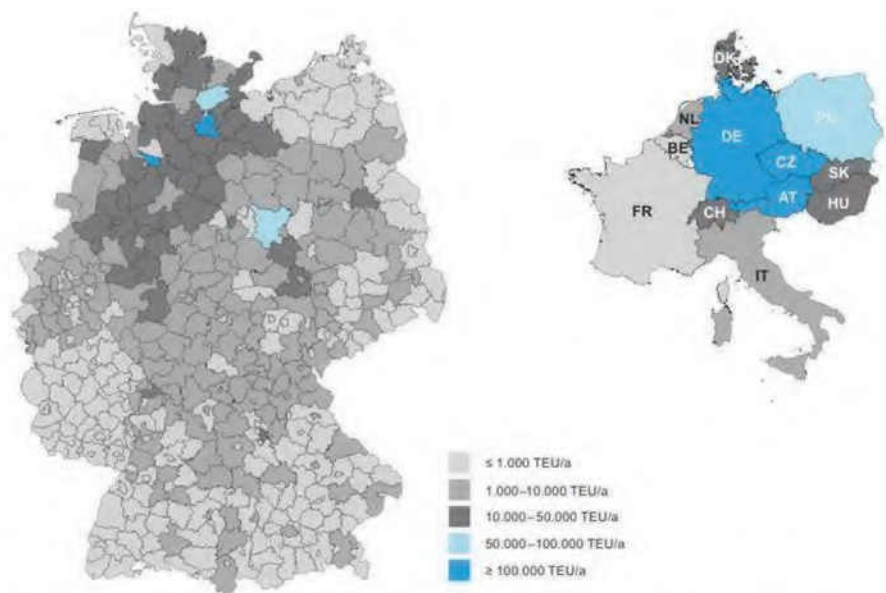 DK
NL
DE
PL
BE
CZ
SK
AT
HU
FR
CH
IT
≤ 1.000 TEU/a
1.000–10.000 TEU/a
10.000–50.000 TEU/a
50.000–100.000 TEU/a
≥ 100.000 TEU/a